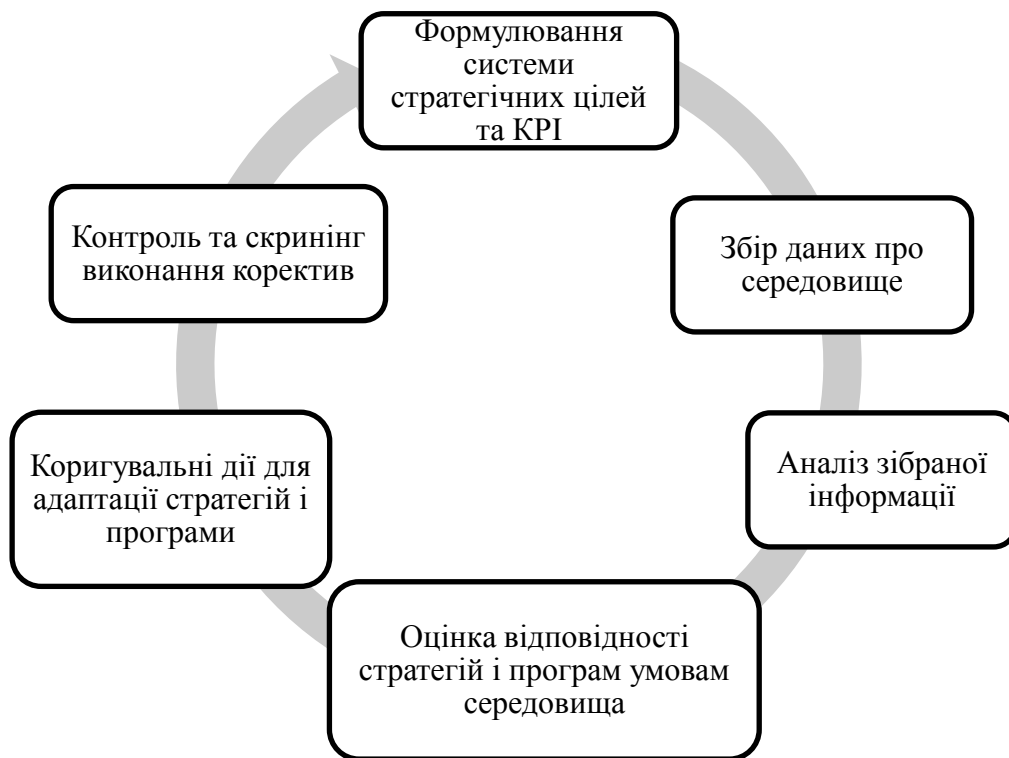 Формулювання
системи
стратегічних цілей
та КРІ
Збір даних про
середовище
Аналіз зібраної
інформації
Оцінка відповідності
стратегій і програм умовам
середовища
Коригувальні дії для
адаптації стратегій і
програми
Контроль та скринінг
виконання коректив